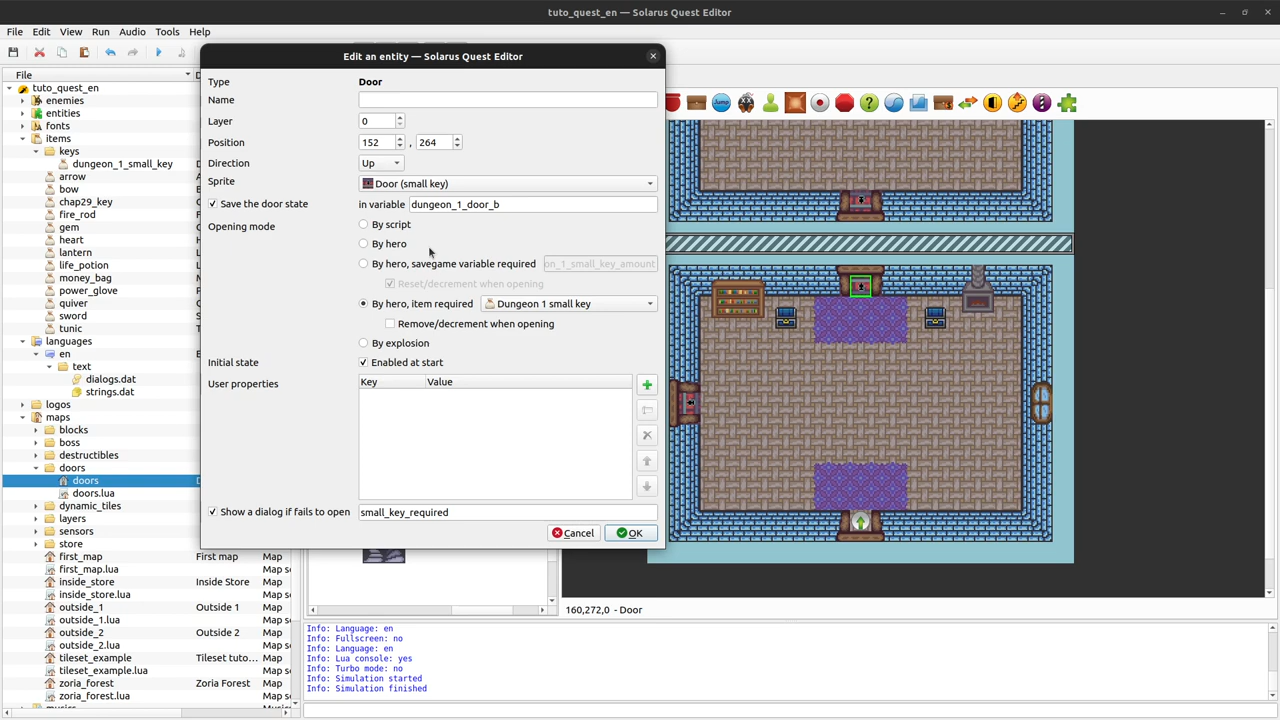 tuto_quest_en — Solarus Quest Editor
File Edit View Run Audio Tools Help
File
tuto_quest_en
enemies
entities
fonts
items
keys
dungeon_1_small_key
arrow
bow
chap29_key
fire_rod
gem
heart
lantern
life_potion
money_bag
power_glove
quiver
sword
tunic
languages
en
text
dialogs.dat
strings.dat
logos
maps
blocks
boss
destructibles
doors
doors
doors.lua
dynamic_tiles
layers
sensors
store
first_map First map Map
first_map.lua Map s
inside_store Inside Store Map
inside_store.lua Map s
outside_1 Outside 1 Map
outside_1.lua Map s
outside_2 Outside 2 Map
outside_2.lua Map s
tileset_example Tileset tuto... Map
tileset_example.lua Map s
zoria_forest Zoria Forest Map
zoria_forest.lua Map s
Edit an entity — Solarus Quest Editor
Type Door
Name
Layer 0
Position 152 , 264
Direction Up
Sprite Door (small key)
Save the door state in variable dungeon_1_door_b
Opening mode By script
By hero
By hero, savegame variable required on_1_small_key_amount
Reset/decrement when opening
By hero, item required Dungeon 1 small key
Remove/decrement when opening
By explosion
Initial state Enabled at start
User properties Key Value
Show a dialog if fails to open small_key_required
Cancel OK
Jump
160,272,0 - Door
Info: Language: en
Info: Fullscreen: no
Info: Language: en
Info: Lua console: yes
Info: Turbo mode: no
Info: Simulation started
Info: Simulation finished